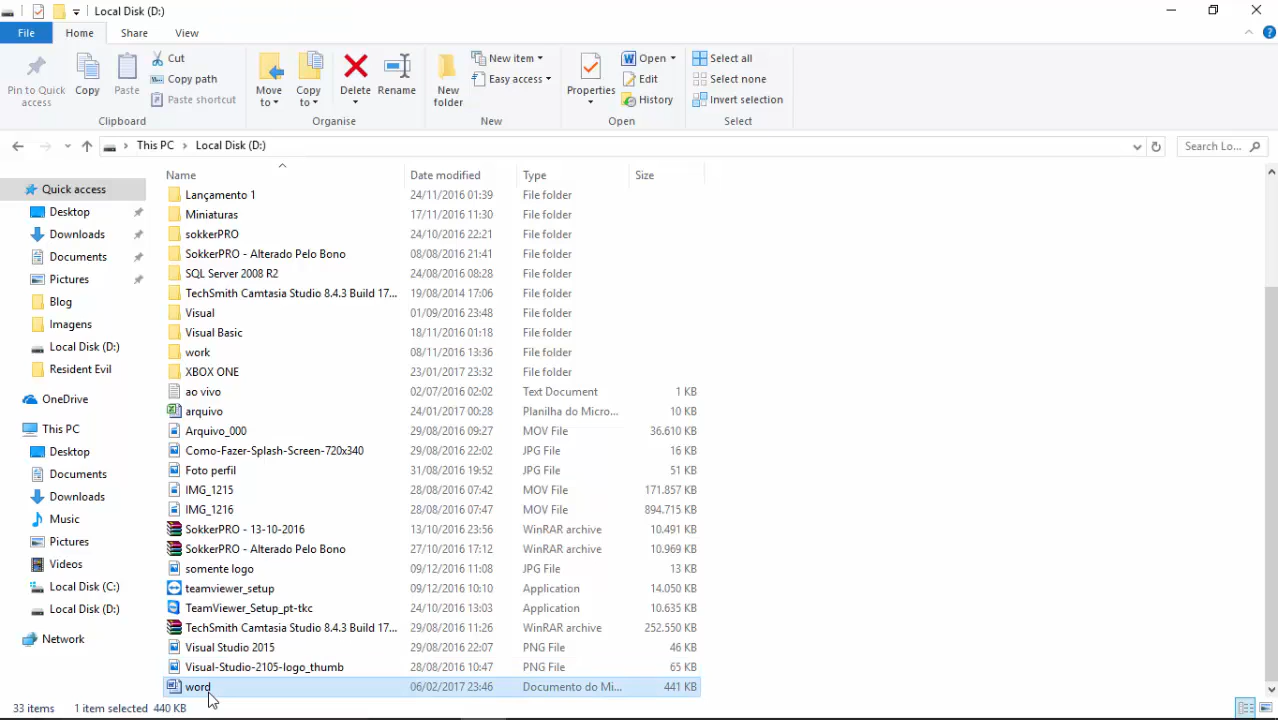 Local Disk (D:)
File Home Share View
Pin to Quick access
Copy
Paste
Cut
Copy path
Paste shortcut
Clipboard
Move to
Copy to
Delete
Rename
Organise
New folder
New item
Easy access
New
Properties
Open
Edit
History
Open
Select all
Select none
Invert selection
Select
This PC Local Disk (D:) Search Lo...
Quick access
Desktop
Downloads
Documents
Pictures
Blog
Imagens
Local Disk (D:)
Resident Evil
OneDrive
This PC
Desktop
Documents
Downloads
Music
Pictures
Videos
Local Disk (C:)
Local Disk (D:)
Network
Name Date modified Type Size
Lançamento 1 24/11/2016 01:39 File folder
Miniaturas 17/11/2016 11:30 File folder
sokkerPRO 24/10/2016 22:21 File folder
SokkerPRO - Alterado Pelo Bono 08/08/2016 21:41 File folder
SQL Server 2008 R2 24/08/2016 08:28 File folder
TechSmith Camtasia Studio 8.4.3 Build 17... 19/08/2014 17:06 File folder
Visual 01/09/2016 23:48 File folder
Visual Basic 18/11/2016 01:18 File folder
work 08/11/2016 13:36 File folder
XBOX ONE 23/01/2017 23:32 File folder
ao vivo 02/07/2016 02:02 Text Document 1 KB
arquivo 24/01/2017 00:28 Planilha do Micro... 10 KB
Arquivo_000 29/08/2016 09:27 MOV File 36.610 KB
Como-Fazer-Splash-Screen-720x340 29/08/2016 22:02 JPG File 16 KB
Foto perfil 31/08/2016 19:52 JPG File 51 KB
IMG_1215 28/08/2016 07:42 MOV File 171.857 KB
IMG_1216 28/08/2016 07:47 MOV File 894.715 KB
SokkerPRO - 13-10-2016 13/10/2016 23:56 WinRAR archive 10.491 KB
SokkerPRO - Alterado Pelo Bono 27/10/2016 17:12 WinRAR archive 10.969 KB
somente logo 09/12/2016 11:08 JPG File 13 KB
teamviewer_setup 09/12/2016 10:10 Application 14.050 KB
TeamViewer_Setup_pt-tkc 24/10/2016 13:03 Application 10.635 KB
TechSmith Camtasia Studio 8.4.3 Build 17... 29/08/2016 11:26 WinRAR archive 252.550 KB
Visual Studio 2015 29/08/2016 22:07 PNG File 46 KB
Visual-Studio-2105-logo_thumb 28/08/2016 10:47 PNG File 65 KB
word 06/02/2017 23:46 Documento do Mi... 441 KB
33 items 1 item selected 440 KB